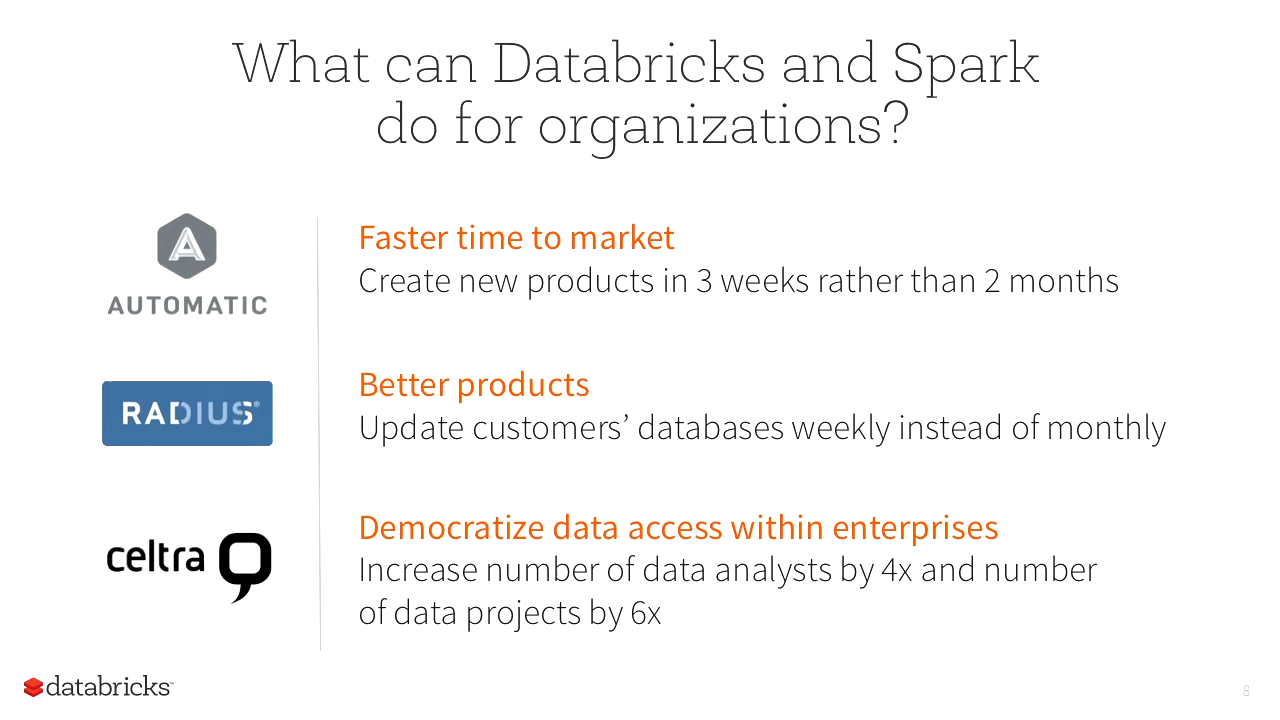 What can Databricks and Spark
do for organizations?
AUTOMATIC
Faster time to market
Create new products in 3 weeks rather than 2 months
RADIUS®
Better products
Update customers’ databases weekly instead of monthly
celtra
Democratize data access within enterprises
Increase number of data analysts by 4x and number
of data projects by 6x
databricks™
8